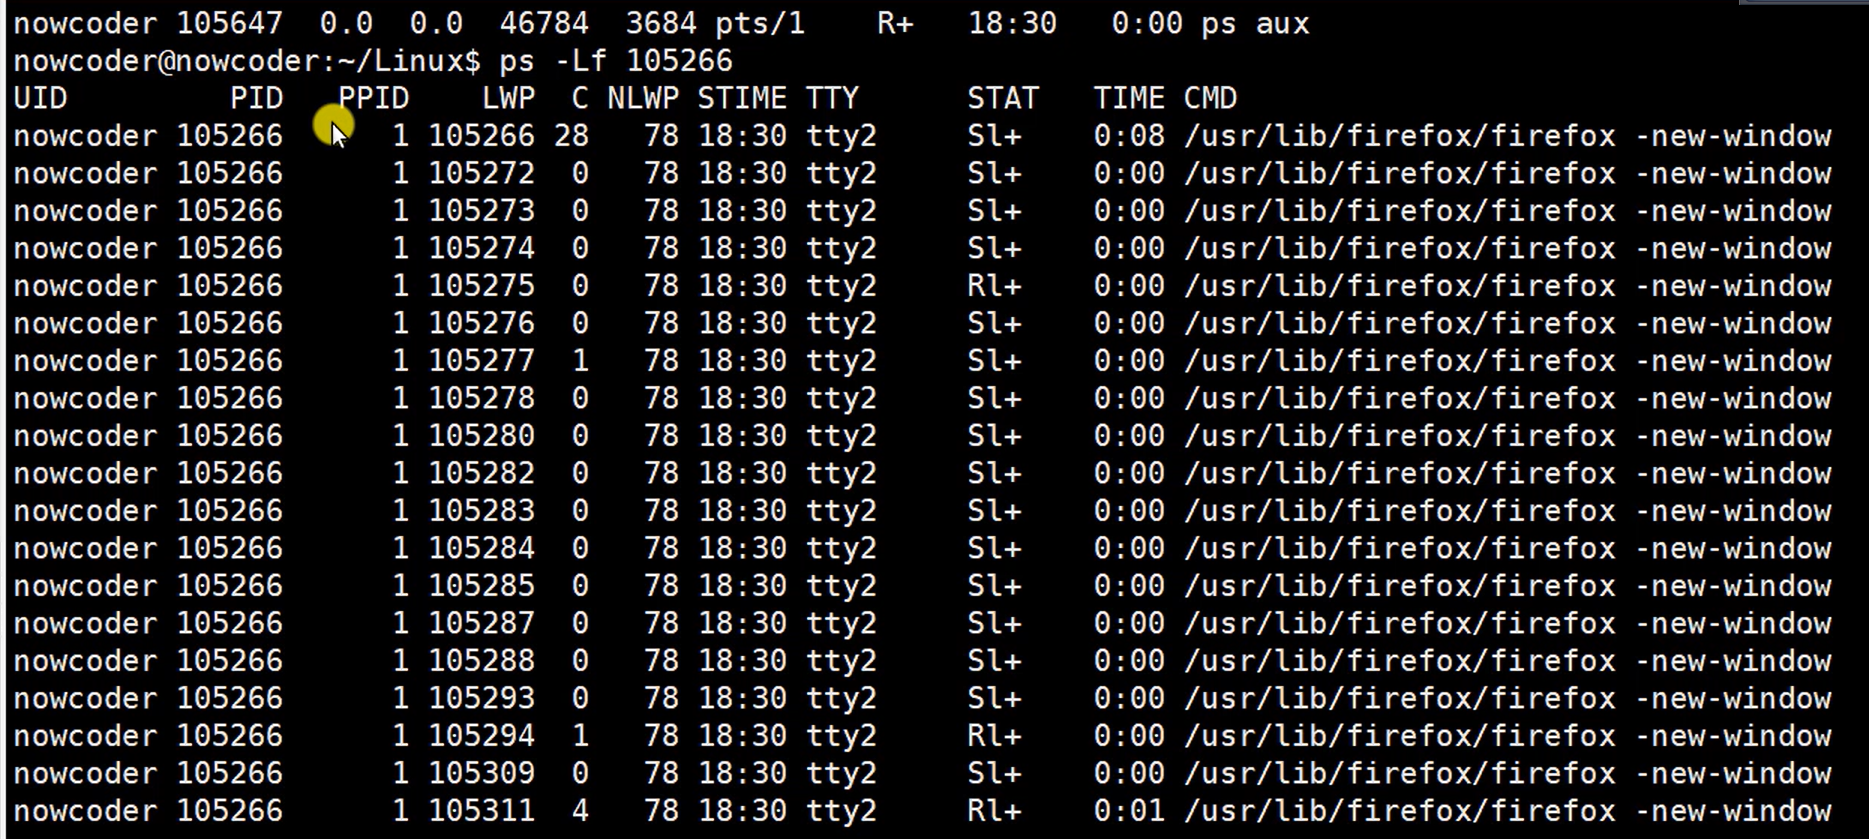 nowcoder 105647  0.0  0.0  46784  3684 pts/1    R+   18:30   0:00 ps aux
nowcoder@nowcoder:~/Linux$ ps -Lf 105266
UID         PID   PPID    LWP  C NLWP STIME TTY      STAT   TIME CMD
nowcoder 105266      1 105266 28   78 18:30 tty2     Sl+    0:08 /usr/lib/firefox/firefox -new-window
nowcoder 105266      1 105272  0   78 18:30 tty2     Sl+    0:00 /usr/lib/firefox/firefox -new-window
nowcoder 105266      1 105273  0   78 18:30 tty2     Sl+    0:00 /usr/lib/firefox/firefox -new-window
nowcoder 105266      1 105274  0   78 18:30 tty2     Sl+    0:00 /usr/lib/firefox/firefox -new-window
nowcoder 105266      1 105275  0   78 18:30 tty2     Rl+    0:00 /usr/lib/firefox/firefox -new-window
nowcoder 105266      1 105276  0   78 18:30 tty2     Sl+    0:00 /usr/lib/firefox/firefox -new-window
nowcoder 105266      1 105277  1   78 18:30 tty2     Sl+    0:00 /usr/lib/firefox/firefox -new-window
nowcoder 105266      1 105278  0   78 18:30 tty2     Sl+    0:00 /usr/lib/firefox/firefox -new-window
nowcoder 105266      1 105280  0   78 18:30 tty2     Sl+    0:00 /usr/lib/firefox/firefox -new-window
nowcoder 105266      1 105282  0   78 18:30 tty2     Sl+    0:00 /usr/lib/firefox/firefox -new-window
nowcoder 105266      1 105283  0   78 18:30 tty2     Sl+    0:00 /usr/lib/firefox/firefox -new-window
nowcoder 105266      1 105284  0   78 18:30 tty2     Sl+    0:00 /usr/lib/firefox/firefox -new-window
nowcoder 105266      1 105285  0   78 18:30 tty2     Sl+    0:00 /usr/lib/firefox/firefox -new-window
nowcoder 105266      1 105287  0   78 18:30 tty2     Sl+    0:00 /usr/lib/firefox/firefox -new-window
nowcoder 105266      1 105288  0   78 18:30 tty2     Sl+    0:00 /usr/lib/firefox/firefox -new-window
nowcoder 105266      1 105293  0   78 18:30 tty2     Sl+    0:00 /usr/lib/firefox/firefox -new-window
nowcoder 105266      1 105294  1   78 18:30 tty2     Rl+    0:00 /usr/lib/firefox/firefox -new-window
nowcoder 105266      1 105309  0   78 18:30 tty2     Sl+    0:00 /usr/lib/firefox/firefox -new-window
nowcoder 105266      1 105311  4   78 18:30 tty2     Rl+    0:01 /usr/lib/firefox/firefox -new-window